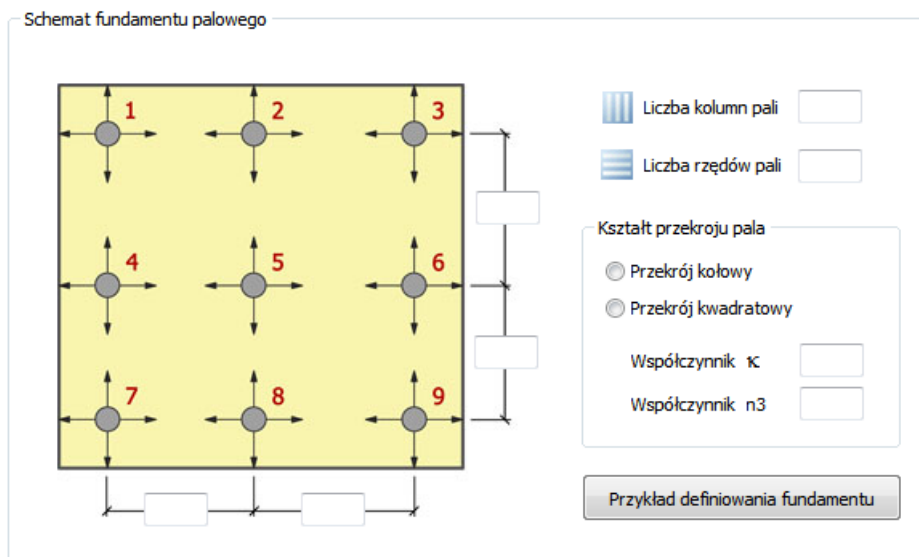 Schemat fundamentu palowego
1 2 3
4 5 6
7 8 9
Liczba kolumn pali
Liczba rzędów pali
Kształt przekroju pala
Przekrój kołowy
Przekrój kwadratowy
Współczynnik κ
Współczynnik n3
Przykład definiowania fundamentu